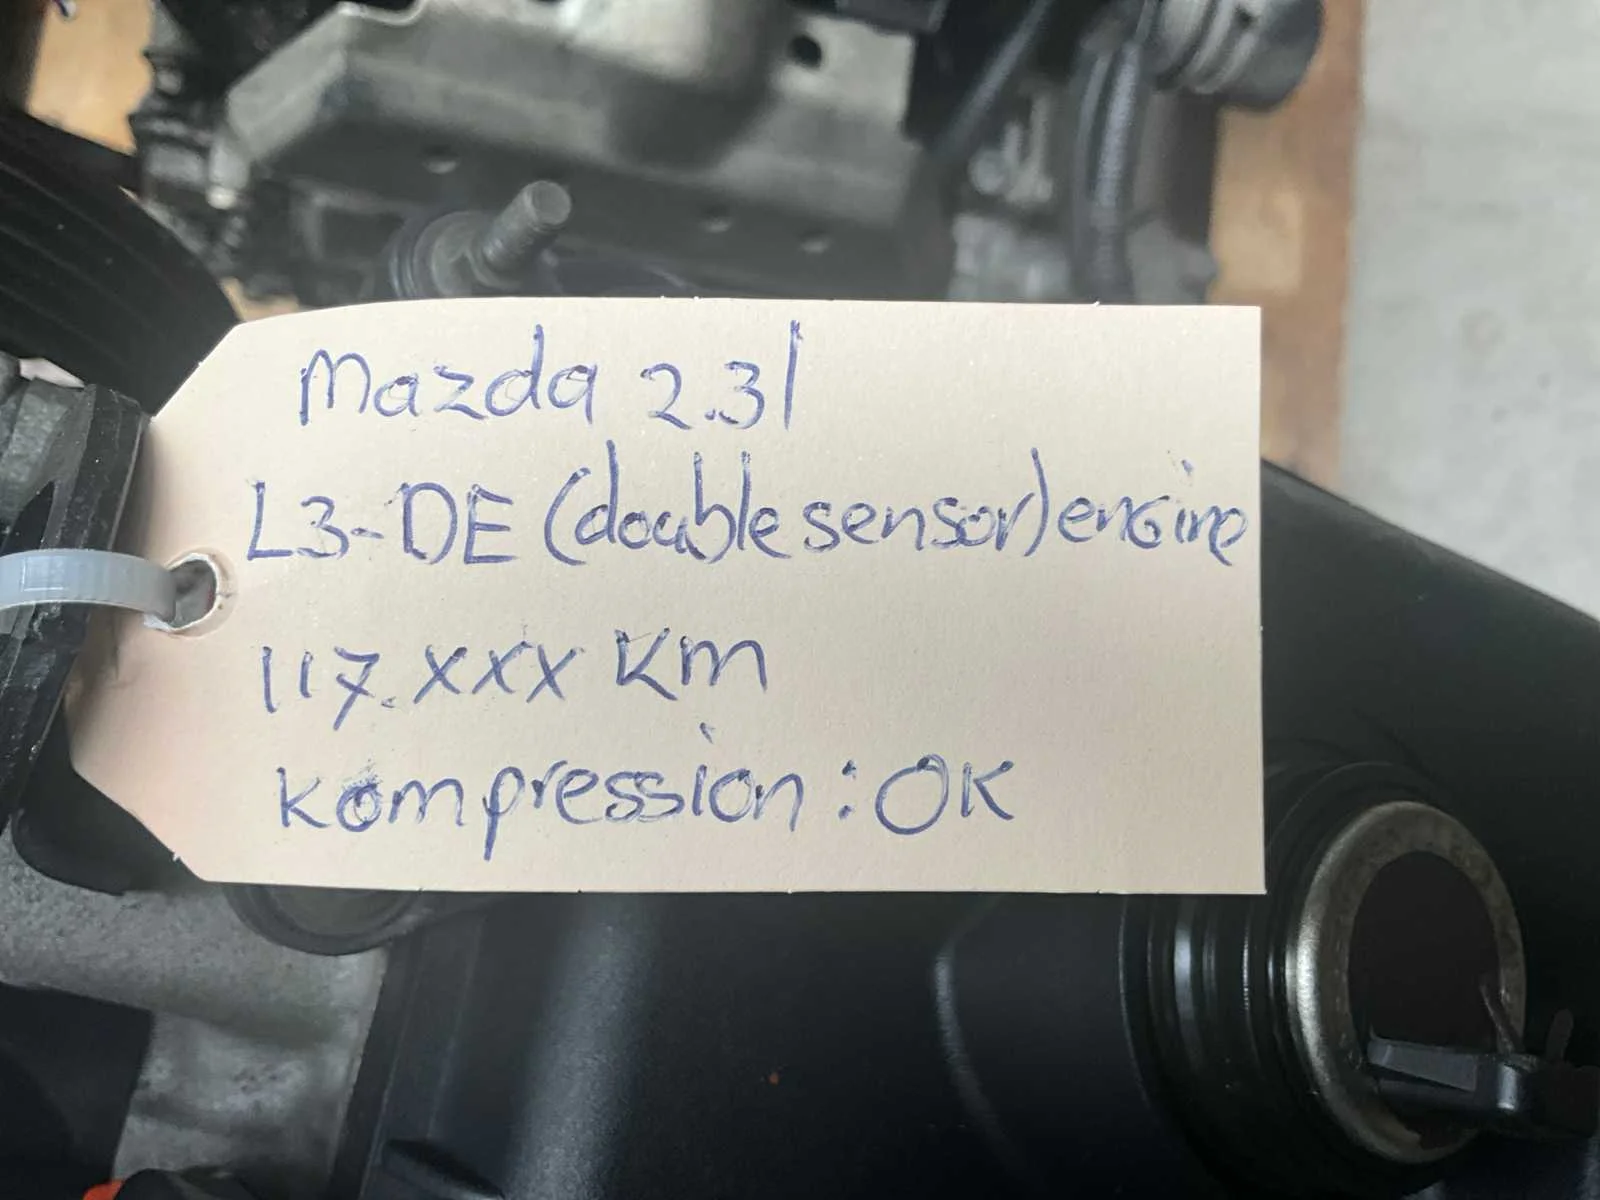 Mazda 2.3l
L3-DE (double sensor) engine
117.xxx km
kompression : OK